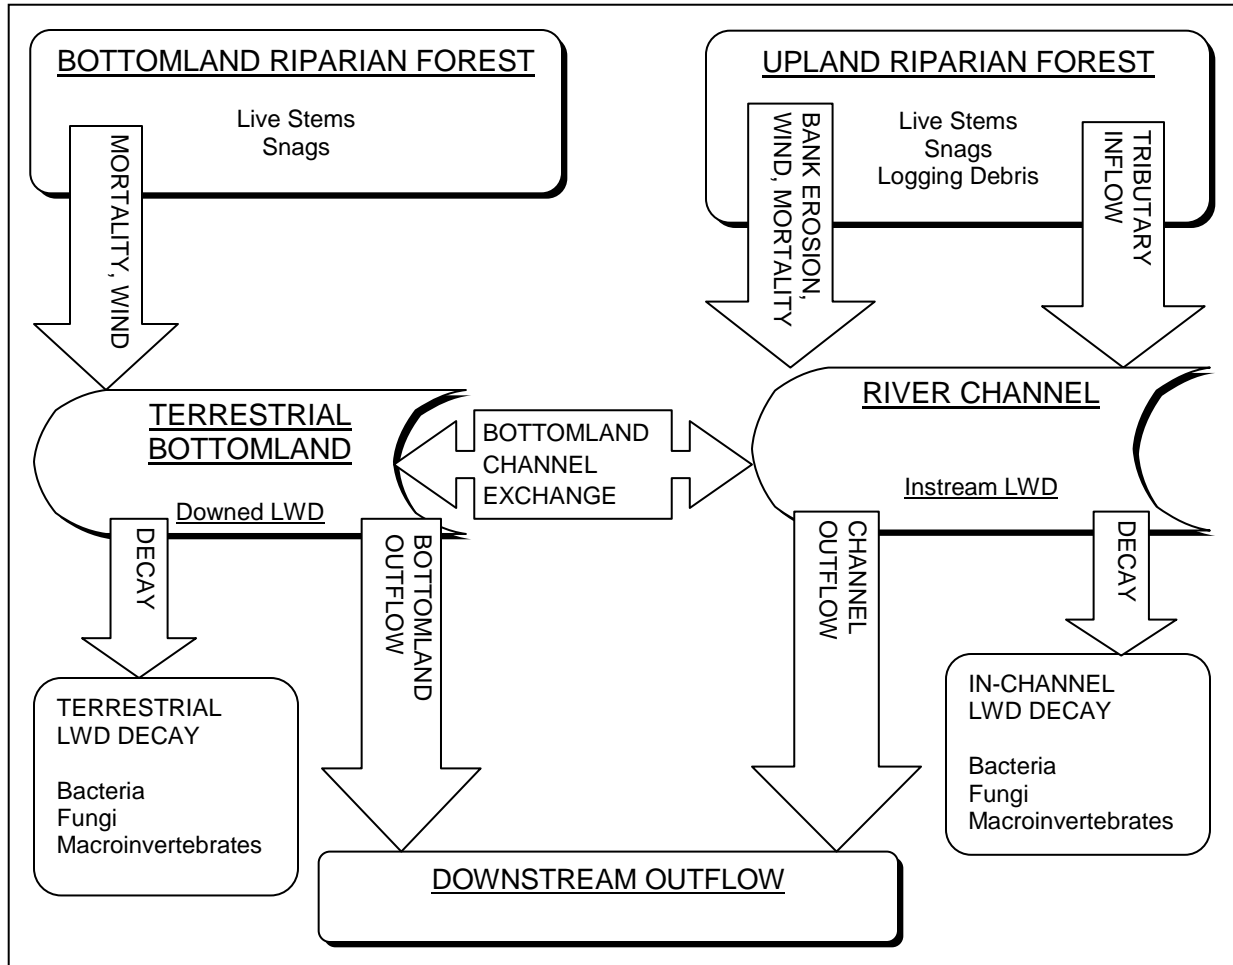 BOTTOMLAND RIPARIAN FOREST
Live Stems
Snags
MORTALITY, WIND
UPLAND RIPARIAN FOREST
Live Stems
Snags
Logging Debris
BANK EROSION,
WIND, MORTALITY
TRIBUTARY
INFLOW
TERRESTRIAL
BOTTOMLAND
Downed LWD
BOTTOMLAND
CHANNEL
EXCHANGE
RIVER CHANNEL
Instream LWD
DECAY
BOTTOMLAND
OUTFLOW
CHANNEL
OUTFLOW
DECAY
TERRESTRIAL
LWD DECAY
Bacteria
Fungi
Macroinvertebrates
IN-CHANNEL
LWD DECAY
Bacteria
Fungi
Macroinvertebrates
DOWNSTREAM OUTFLOW